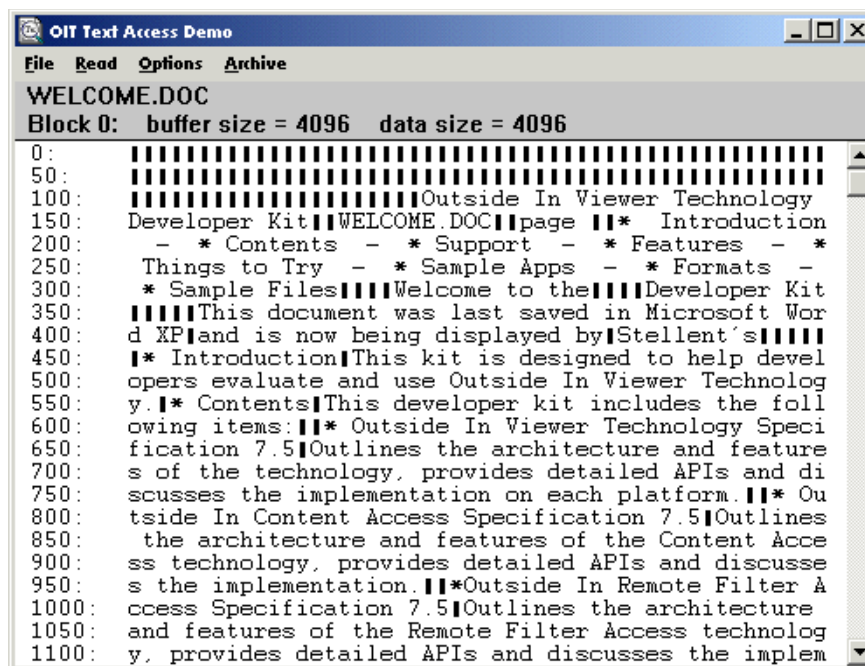 OIT Text Access Demo
File Read Options Archive
WELCOME.DOC
Block 0: buffer size = 4096 data size = 4096
0: ▌▌▌▌▌▌▌▌▌▌▌▌▌▌▌▌▌▌▌▌▌▌▌▌▌▌▌▌▌▌▌▌▌▌▌▌▌▌▌▌▌▌▌▌▌▌▌▌▌▌
50: ▌▌▌▌▌▌▌▌▌▌▌▌▌▌▌▌▌▌▌▌▌▌▌▌▌▌▌▌▌▌▌▌▌▌▌▌▌▌▌▌▌▌▌▌▌▌▌▌▌▌
100: ▌▌▌▌▌▌▌▌▌▌▌▌▌▌▌▌▌▌▌▌▌Outside In Viewer Technology
150: Developer Kit▌▌WELCOME.DOC▌▌page ▌▌*  Introduction
200:   – * Contents  –  * Support  –  * Features  –  *
250:  Things to Try  –  * Sample Apps  –  * Formats  –
300:  * Sample Files▌▌▌▌Welcome to the▌▌▌▌Developer Kit
350: ▌▌▌▌▌This document was last saved in Microsoft Wor
400: d XP▌and is now being displayed by▌Stellent´s▌▌▌▌▌
450: ▌* Introduction▌This kit is designed to help devel
500: opers evaluate and use Outside In Viewer Technolog
550: y.▌* Contents▌This developer kit includes the foll
600: owing items:▌▌* Outside In Viewer Technology Speci
650: fication 7.5▌Outlines the architecture and feature
700: s of the technology, provides detailed APIs and di
750: scusses the implementation on each platform.▌▌* Ou
800: tside In Content Access Specification 7.5▌Outlines
850:  the architecture and features of the Content Acce
900: ss technology, provides detailed APIs and discusse
950: s the implementation.▌▌*Outside In Remote Filter A
1000: ccess Specification 7.5▌Outlines the architecture
1050: and features of the Remote Filter Access technolog
1100: y, provides detailed APIs and discusses the implem